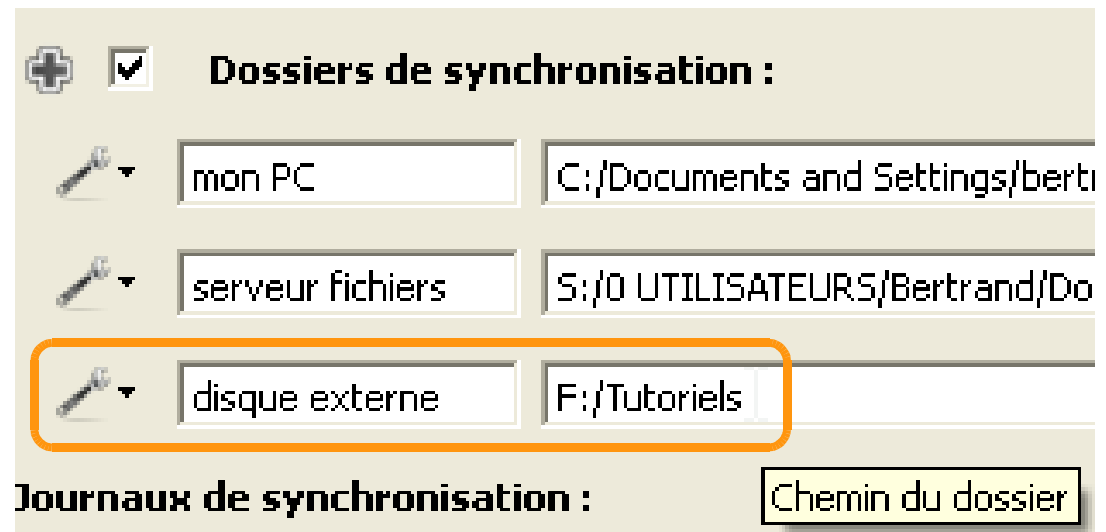 Dossiers de synchronisation :
mon PC C:/Documents and Settings/bertr
serveur fichiers S:/0 UTILISATEURS/Bertrand/Do
disque externe F:/Tutoriels
Journaux de synchronisation : Chemin du dossier